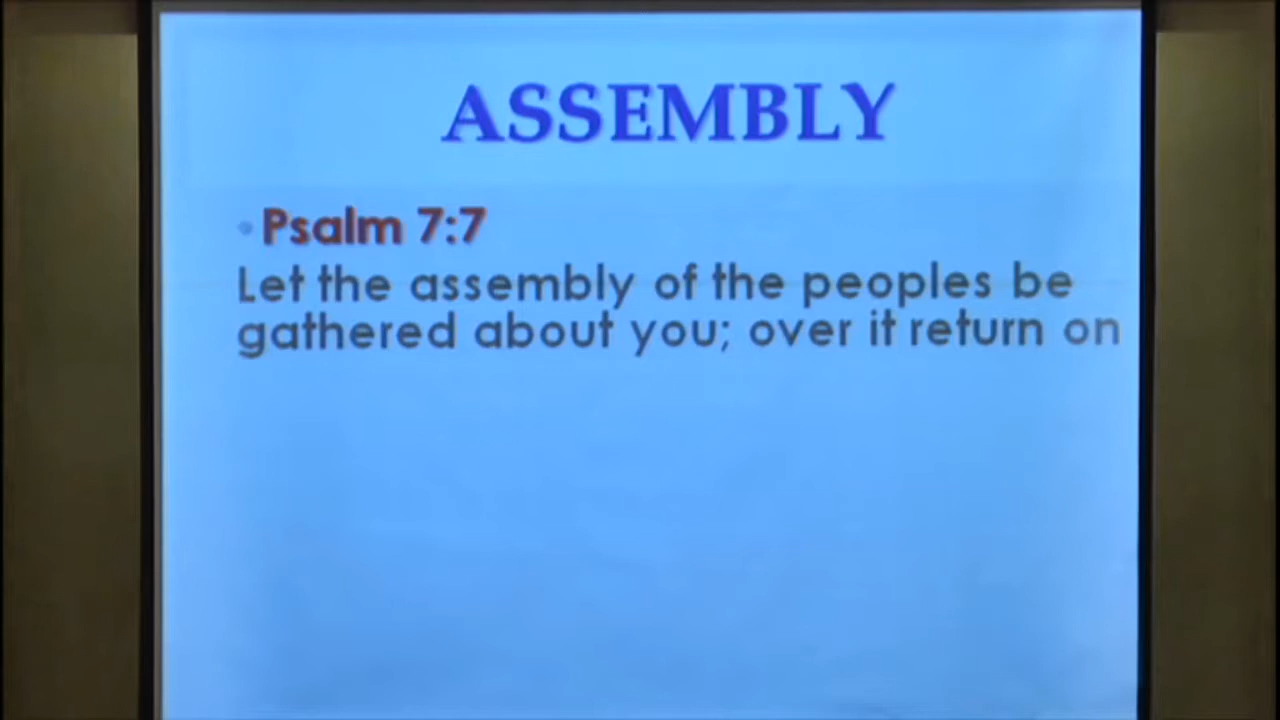 ASSEMBLY
• Psalm 7:7
Let the assembly of the peoples be
gathered about you; over it return on